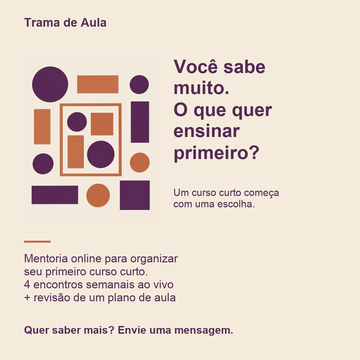 Trama de Aula
Você sabe
muito.
O que quer
ensinar
primeiro?
Um curso curto começa
com uma escolha.
Mentoria online para organizar
seu primeiro curso curto.
4 encontros semanais ao vivo
+ revisão de um plano de aula
Quer saber mais? Envie uma mensagem.